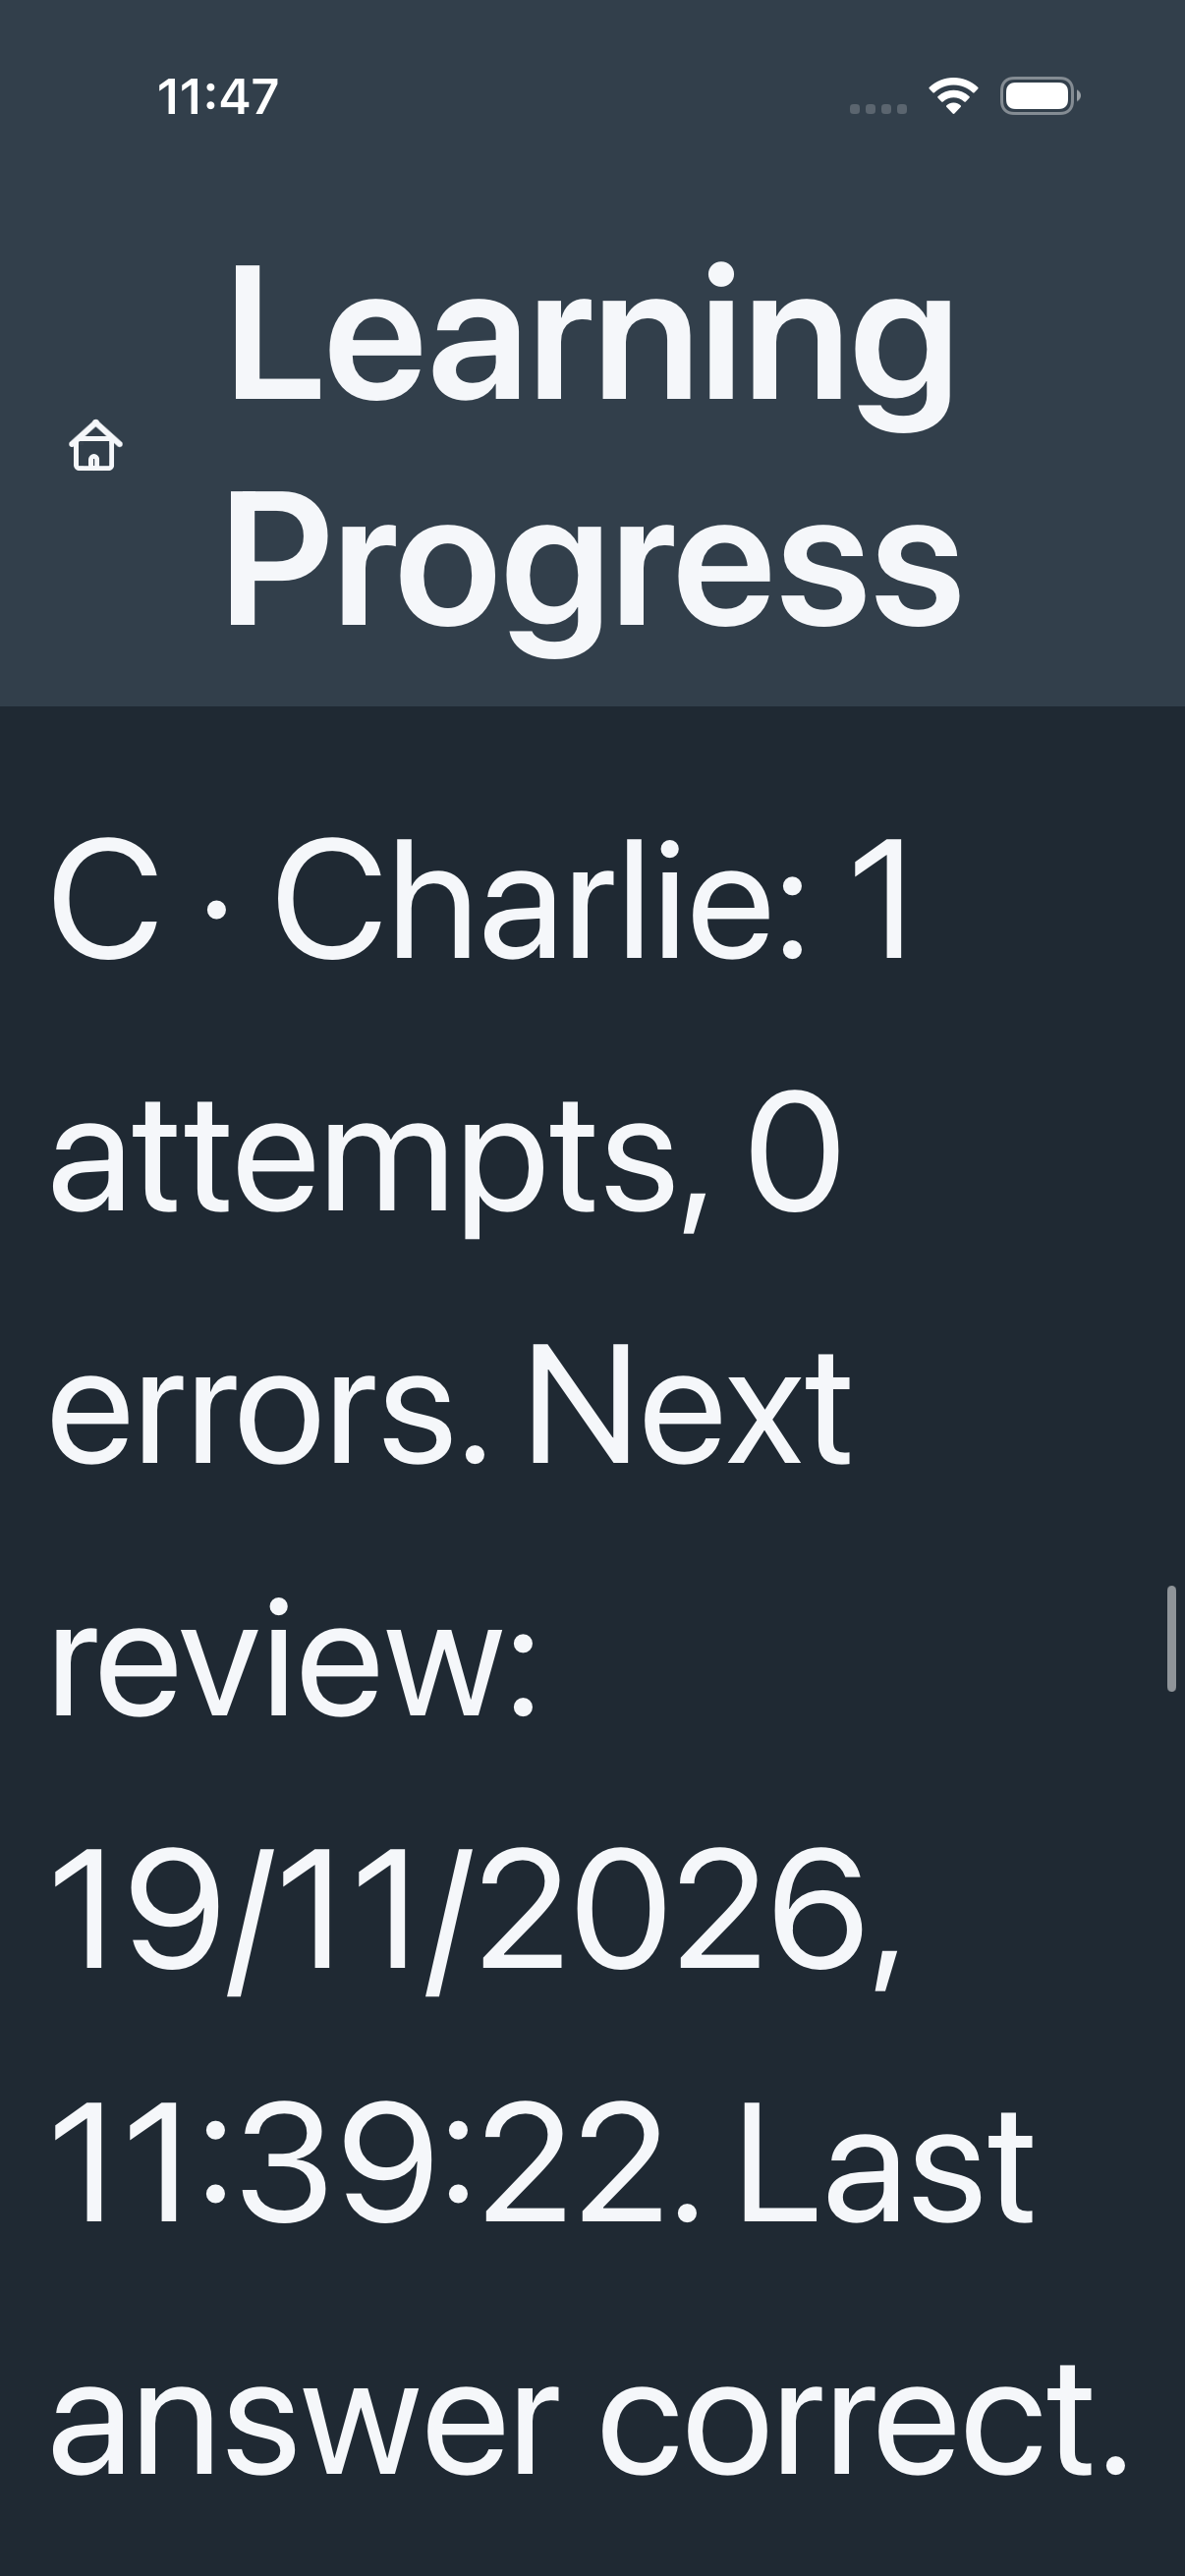 11:47
Learning
Progress
C · Charlie: 1
attempts, 0
errors. Next
review:
19/11/2026,
11:39:22. Last
answer correct.